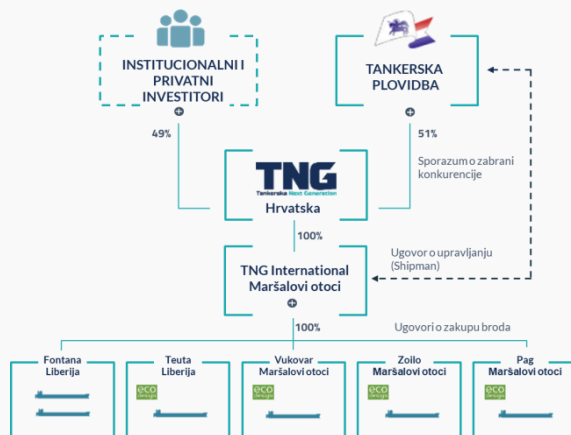 INSTITUCIONALNI I
PRIVATNI
INVESTITORI
TANKERSKA
PLOVIDBA
49%
51%
Sporazum o zabrani
konkurencije
TNG
Tankerska Next Generation
Hrvatska
100%
TNG International
Maršalovi otoci
Ugovor o upravljanju
(Shipman)
100%
Ugovori o zakupu broda
Fontana
Liberija
Teuta
Liberija
eco
design
Vukovar
Maršalovi otoci
eco
design
Zoilo
Maršalovi otoci
eco
design
Pag
Maršalovi otoci
eco
design